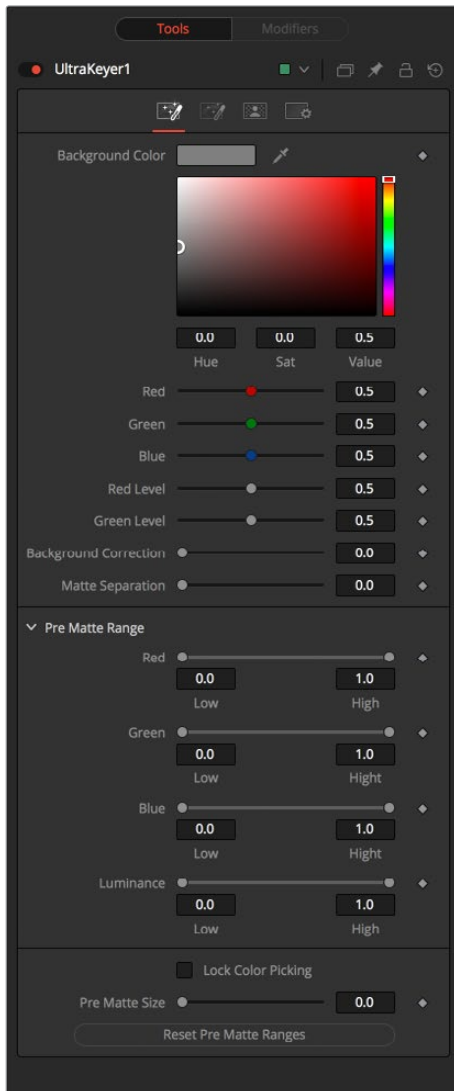 Tools Modifiers
UltraKeyer1
Background Color
0.0 0.0 0.5
Hue Sat Value
Red 0.5
Green 0.5
Blue 0.5
Red Level 0.5
Green Level 0.5
Background Correction 0.0
Matte Separation 0.0
Pre Matte Range
Red
0.0 1.0
Low High
Green
0.0 1.0
Low Hight
Blue
0.0 1.0
Low Hight
Luminance
0.0 1.0
Low High
Lock Color Picking
Pre Matte Size 0.0
Reset Pre Matte Ranges